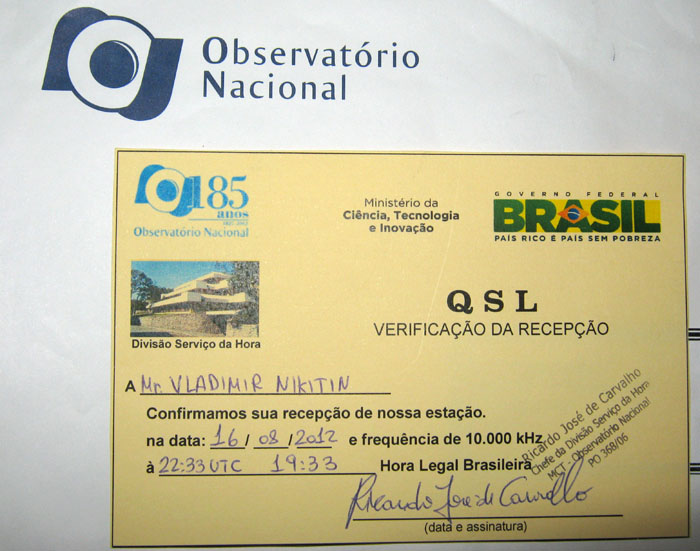 Observatório
Nacional
185
anos
Observatório Nacional
Ministério da
Ciência, Tecnologia
e Inovação
GOVERNO FEDERAL
BRASIL
PAÍS RICO É PAÍS SEM POBREZA
Divisão Serviço da Hora
QSL
VERIFICAÇÃO DA RECEPÇÃO
A Mr. VLADIMIR NIKITIN
Confirmamos sua recepção de nossa estação.
na data: 16/08/2012 e frequência de 10.000 kHz
à 22:33 UTC 19:33 Hora Legal Brasileira
Ricardo José de Carvalho
Chefe da Divisão Serviço da Hora
MCT - Observatório Nacional
PO 368/06
Ricardo José de Carvalho
(data e assinatura)